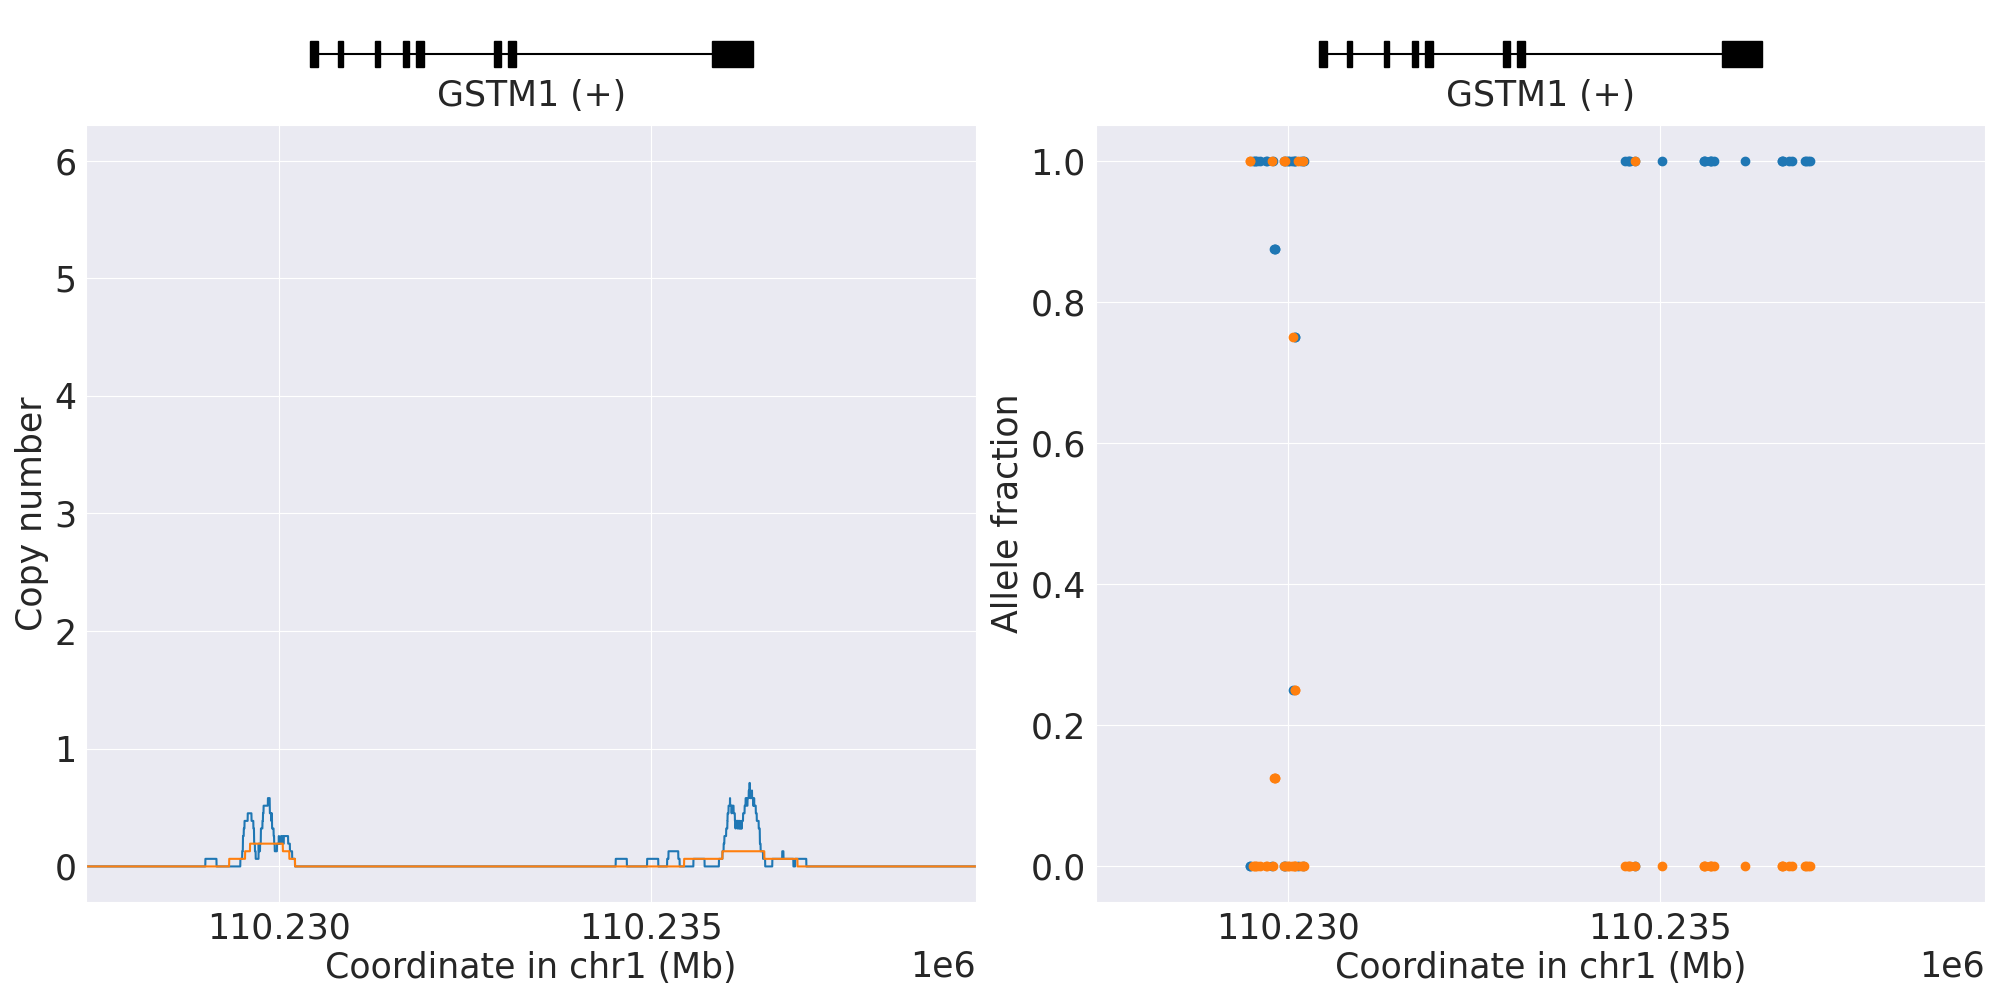 GSTM1 (+)
6
5
4
3
2
1
0
Copy number
110.230
110.235
Coordinate in chr1 (Mb)
1e6
GSTM1 (+)
1.0
0.8
0.6
0.4
0.2
0.0
Allele fraction
110.230
110.235
Coordinate in chr1 (Mb)
1e6